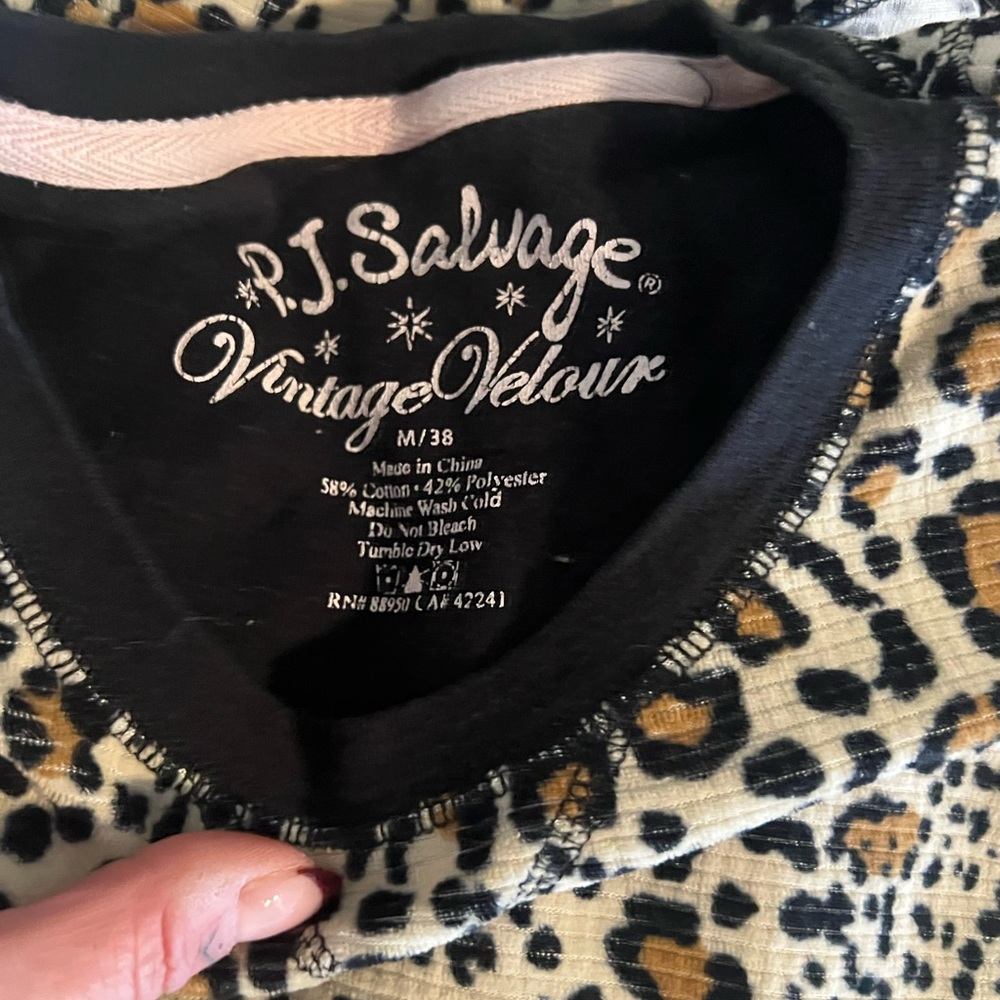 P.J. Salvage®
Vintage Velour
M/38
Made in China
58% Cotton • 42% Polyester
Machine Wash Cold
Do Not Bleach
Tumble Dry Low
RN# 88950 CA# 42241